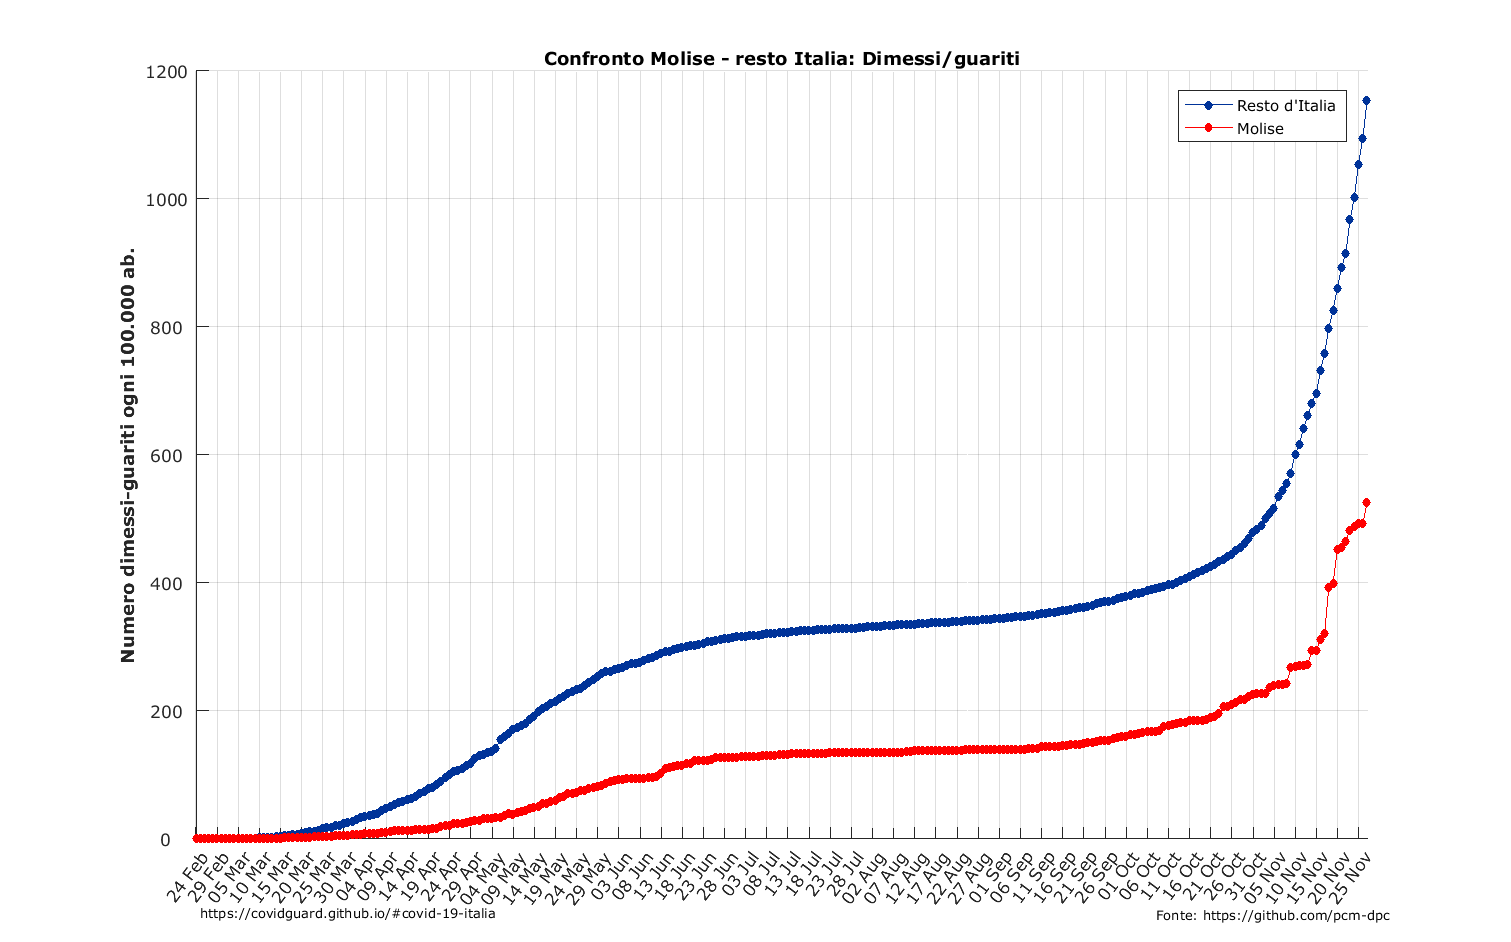 Confronto Molise - resto Italia: Dimessi/guariti
Numero dimessi-guariti ogni 100.000 ab.
1200
1000
800
600
400
200
0
Resto d'Italia
Molise
24 Feb
29 Feb
05 Mar
10 Mar
15 Mar
20 Mar
25 Mar
30 Mar
04 Apr
09 Apr
14 Apr
19 Apr
24 Apr
29 Apr
04 May
09 May
14 May
19 May
24 May
29 May
03 Jun
08 Jun
13 Jun
18 Jun
23 Jun
28 Jun
03 Jul
08 Jul
13 Jul
18 Jul
23 Jul
28 Jul
02 Aug
07 Aug
12 Aug
17 Aug
22 Aug
27 Aug
01 Sep
06 Sep
11 Sep
16 Sep
21 Sep
26 Sep
01 Oct
06 Oct
11 Oct
16 Oct
21 Oct
26 Oct
31 Oct
05 Nov
10 Nov
15 Nov
20 Nov
25 Nov
https://covidguard.github.io/#covid-19-italia
Fonte: https://github.com/pcm-dpc